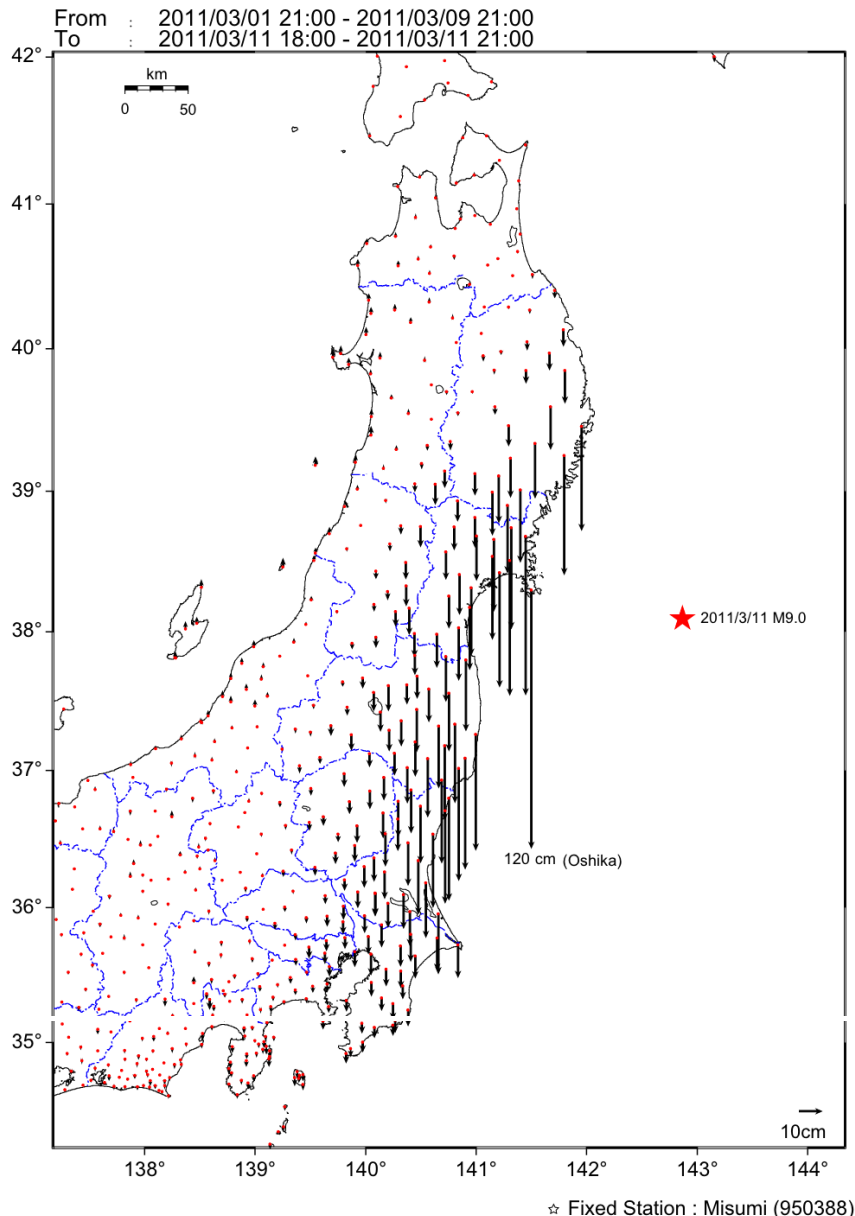 From : 2011/03/01 21:00 - 2011/03/09 21:00
To : 2011/03/11 18:00 - 2011/03/11 21:00
42°
km
0 50
41°
40°
39°
38°
2011/3/11 M9.0
37°
120 cm (Oshika)
36°
35°
10cm
138° 139° 140° 141° 142° 143° 144°
☆ Fixed Station : Misumi (950388)